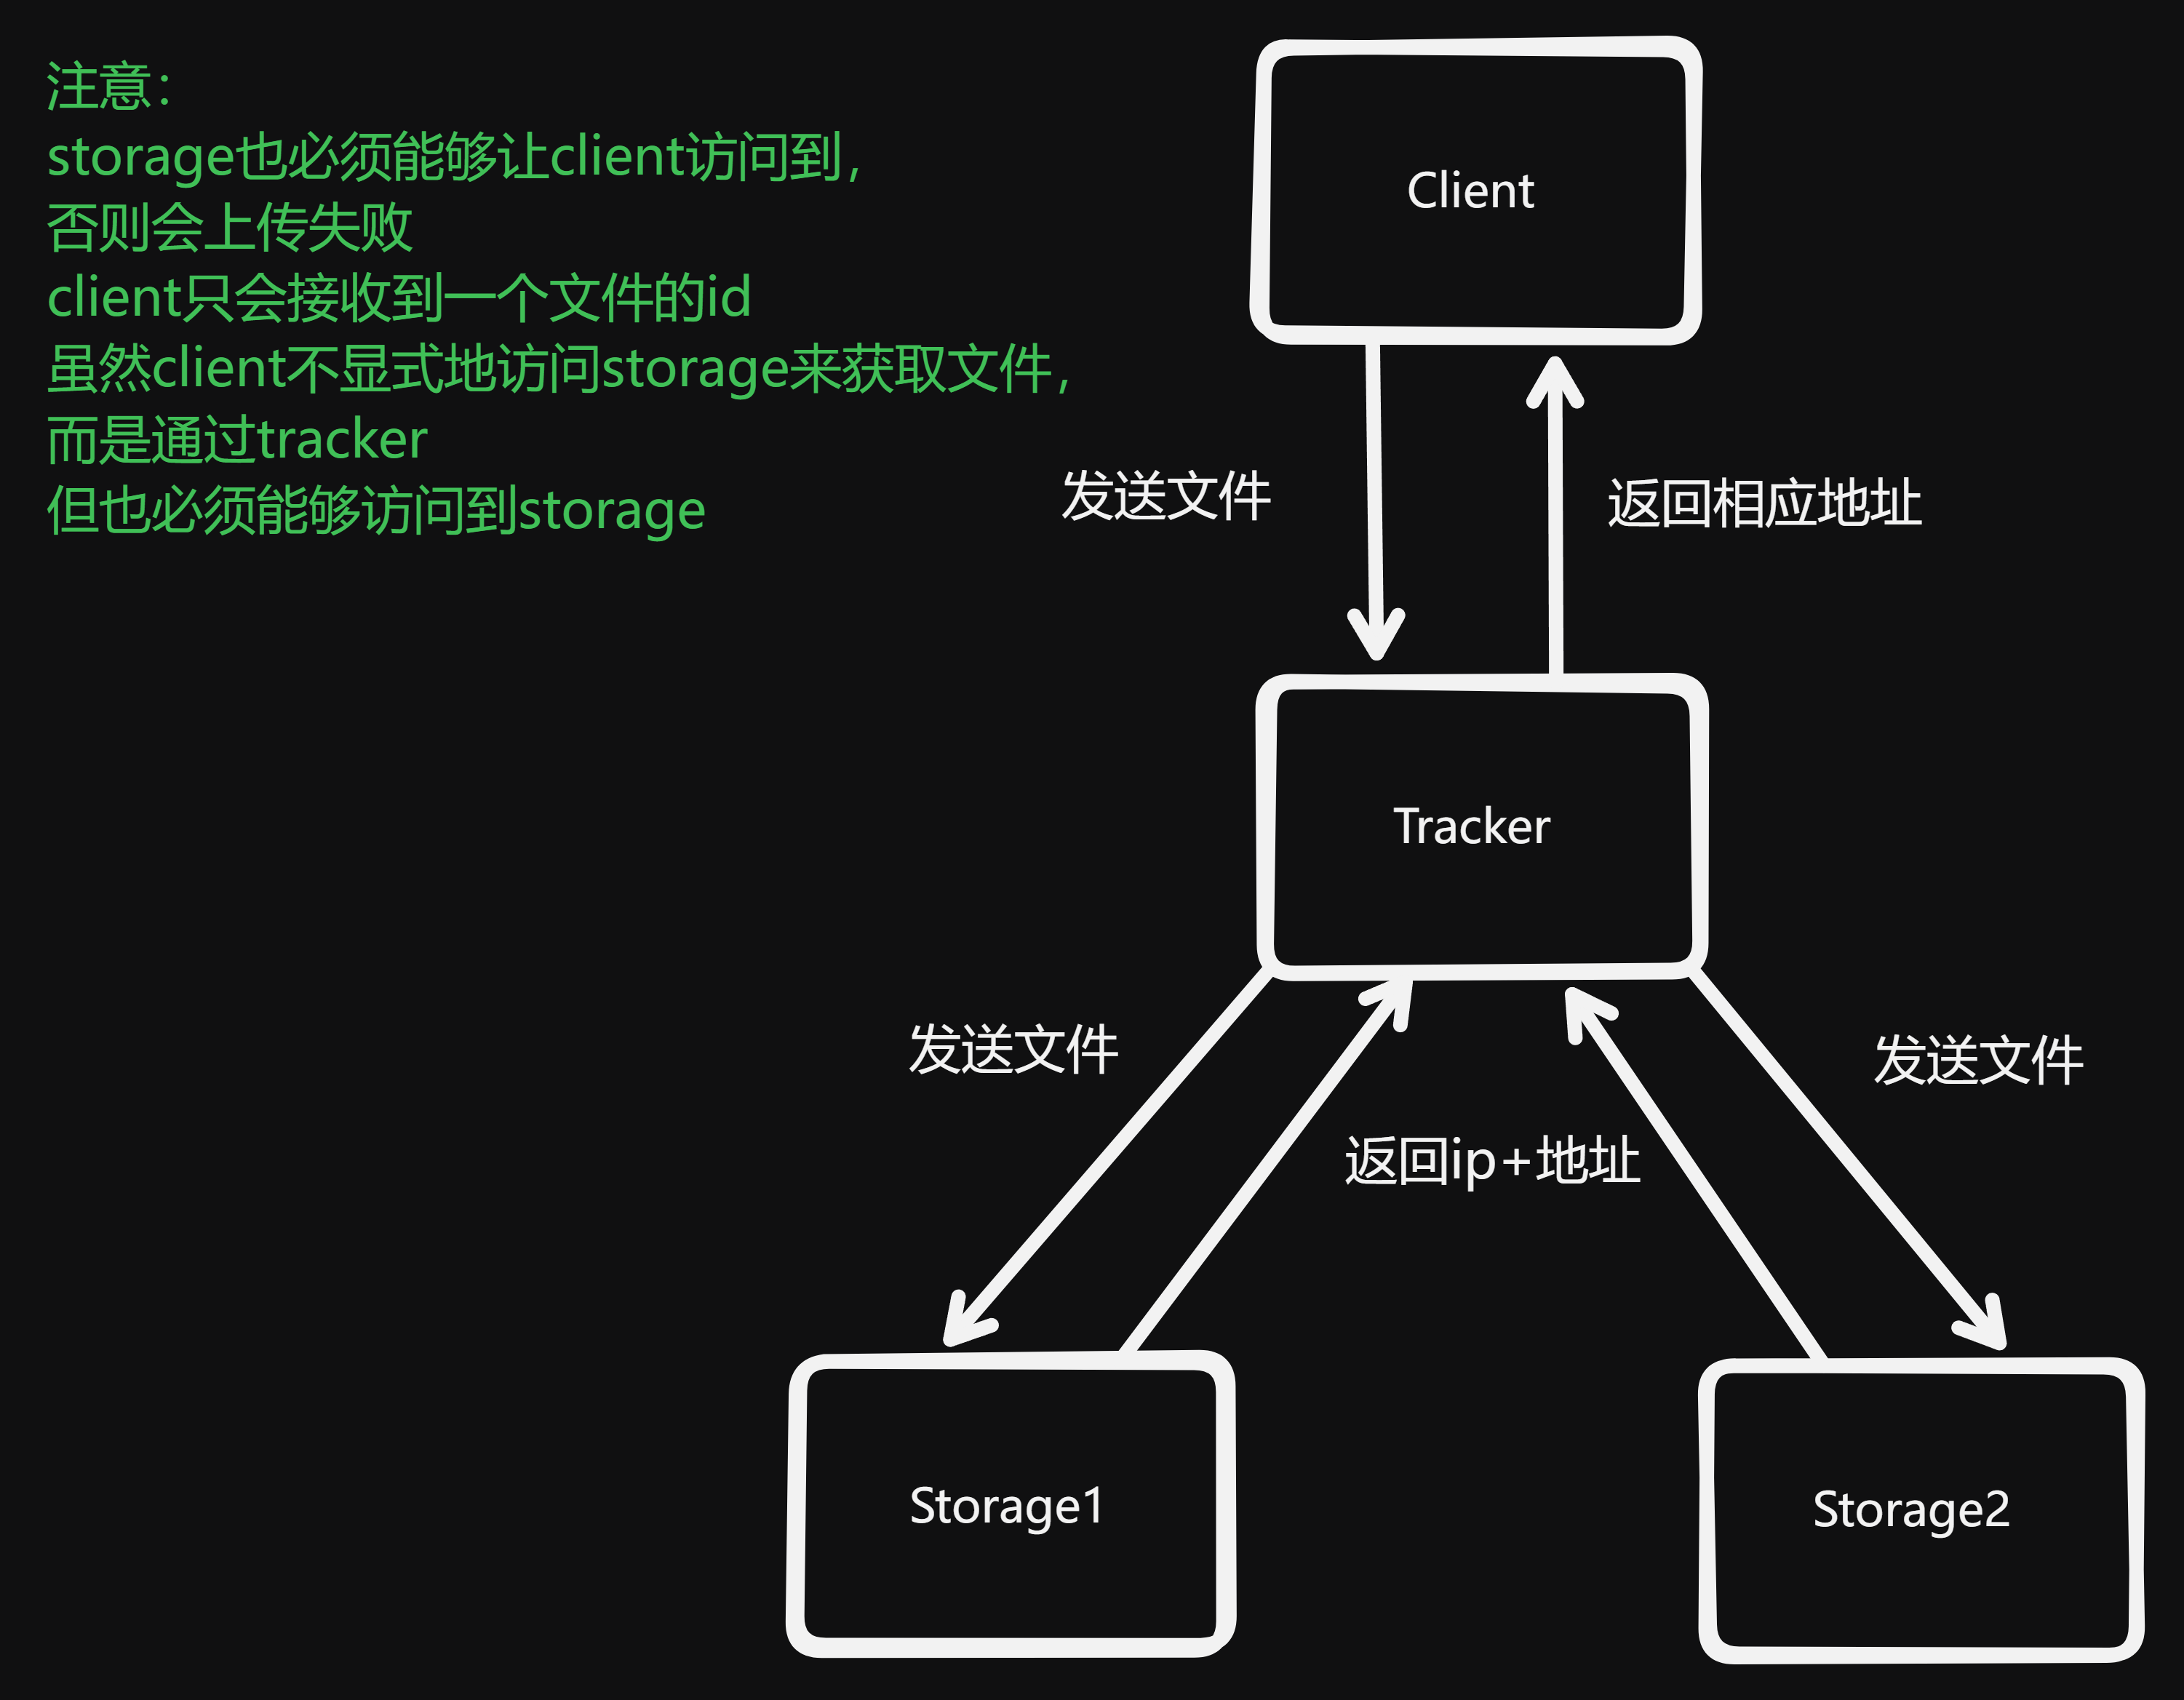 注意：
storage也必须能够让client访问到，
否则会上传失败
client只会接收到一个文件的id
虽然client不显式地访问storage来获取文件，
而是通过tracker
但也必须能够访问到storage
Client
发送文件
返回相应地址
Tracker
发送文件
发送文件
返回ip+地址
Storage1
Storage2